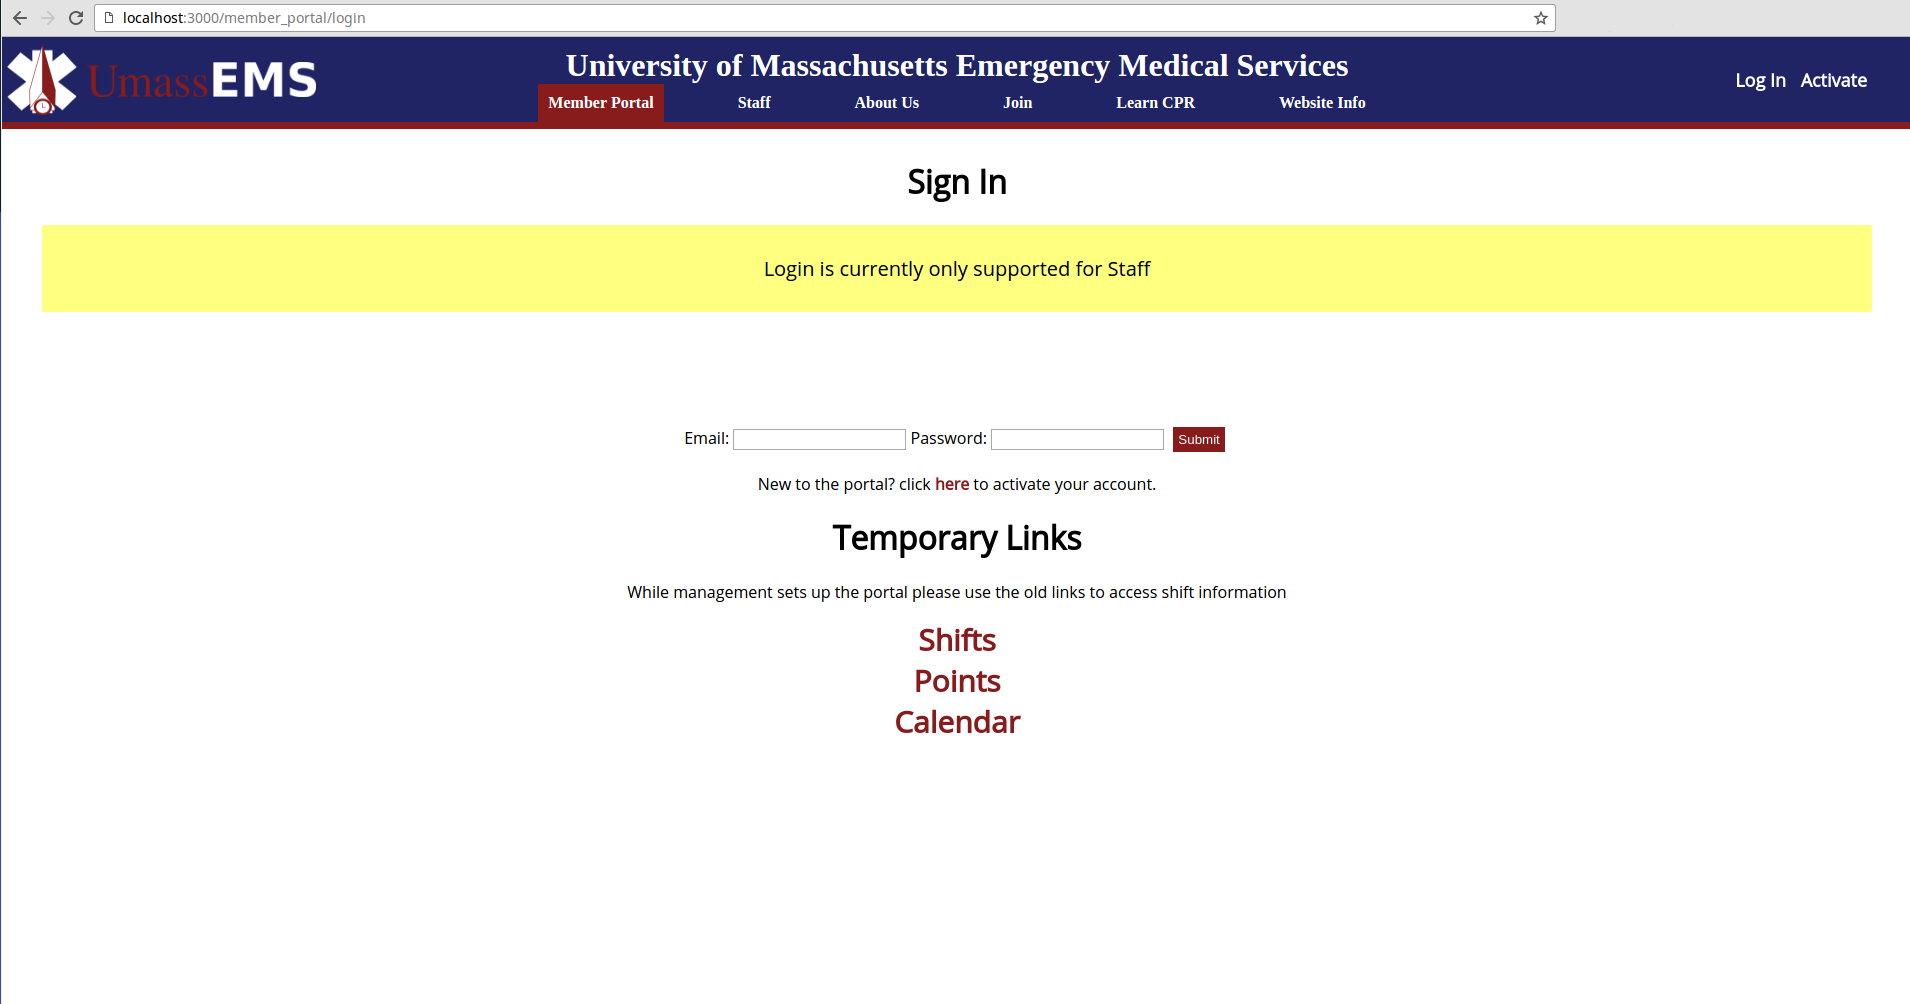 localhost:3000/member_portal/login
UmassEMS
University of Massachusetts Emergency Medical Services
Member Portal Staff About Us Join Learn CPR Website Info
Log In Activate
Sign In
Login is currently only supported for Staff
Email: Password: Submit
New to the portal? click here to activate your account.
Temporary Links
While management sets up the portal please use the old links to access shift information
Shifts
Points
Calendar